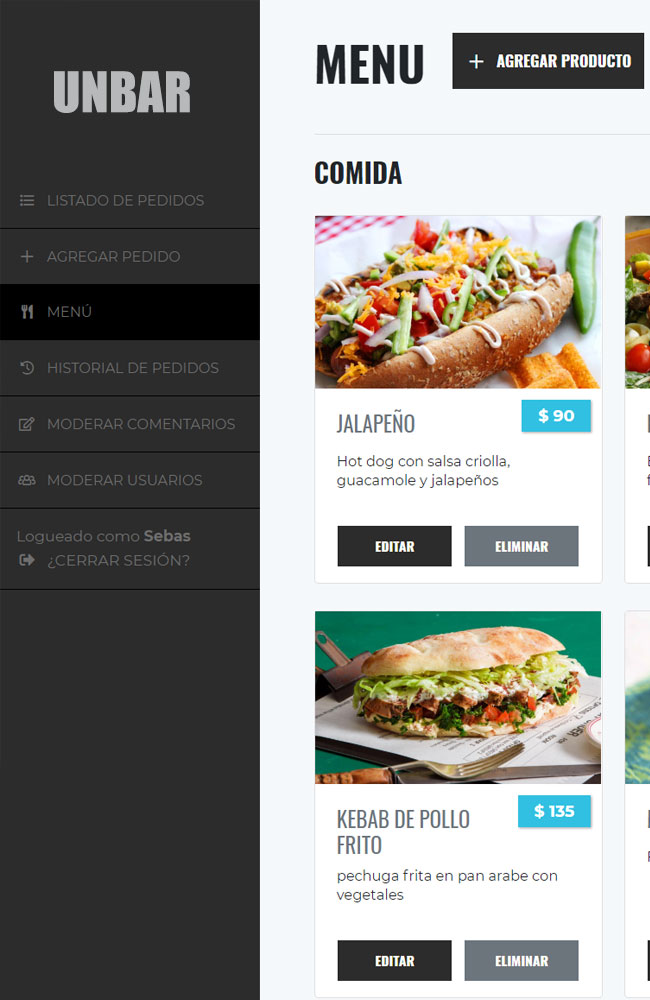 UNBAR
LISTADO DE PEDIDOS
AGREGAR PEDIDO
MENÚ
HISTORIAL DE PEDIDOS
MODERAR COMENTARIOS
MODERAR USUARIOS
Logueado como Sebas
¿CERRAR SESIÓN?
MENU
AGREGAR PRODUCTO
COMIDA
JALAPEÑO
$ 90
Hot dog con salsa criolla,
guacamole y jalapeños
EDITAR
ELIMINAR
KEBAB DE POLLO
FRITO
$ 135
pechuga frita en pan arabe con
vegetales
EDITAR
ELIMINAR